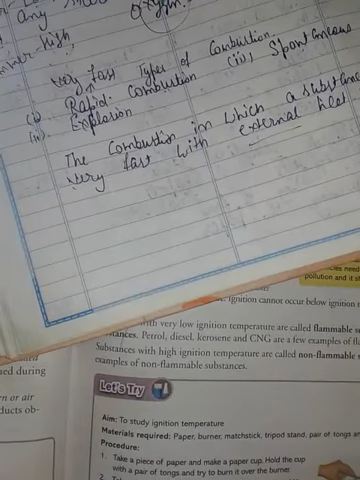 any
oxygen.
high,
Types of Combustion.
very fast
(i) Rapid Combustion (iii) Spontaneous
(ii) Explosion
The Combustion in which a substance
very fast with external heat
need
pollution and it
Ignition cannot occur below ignition
with very low ignition temperature are called flammable
Petrol, diesel, kerosene and CNG are a few examples of
Substances with high ignition temperature are called non-flammable
examples of non-flammable substances.
during
or air
ducts ob-
Let's Try
Aim: To study ignition temperature
Materials required: Paper, burner, matchstick, tripod stand, pair of tongs
Procedure:
1. Take a piece of paper and make a paper cup. Hold the cup
with a pair of tongs and try to burn it over the burner.
2.